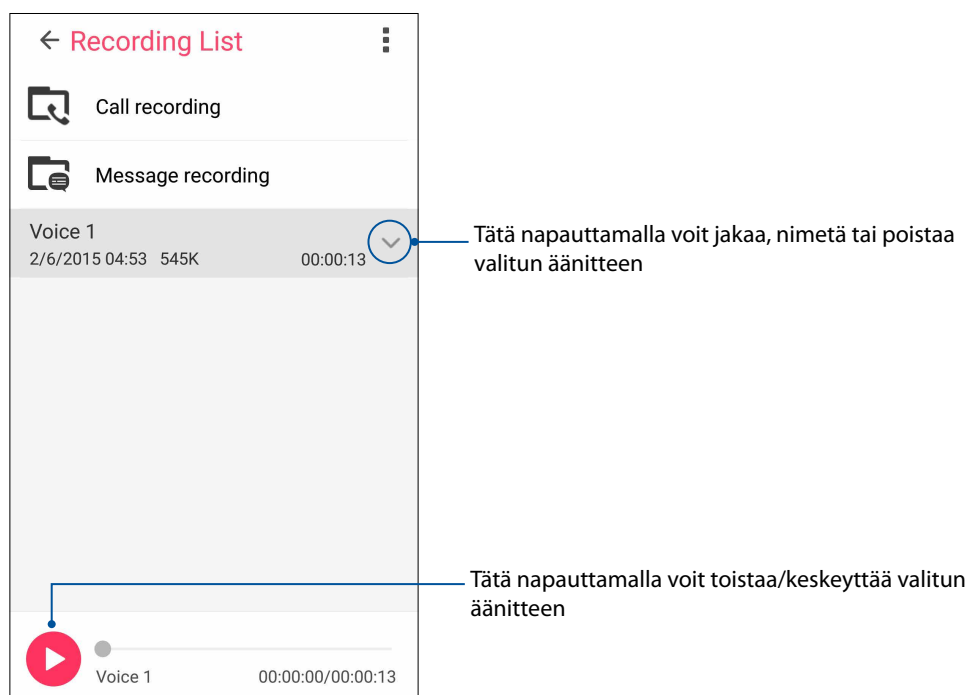 Recording List
Call recording
Message recording
Voice 1
2/6/2015 04:53 545K 00:00:13
Tätä napauttamalla voit jakaa, nimetä tai poistaa
valitun äänitteen
Tätä napauttamalla voit toistaa/keskeyttää valitun
äänitteen
Voice 1 00:00:00/00:00:13